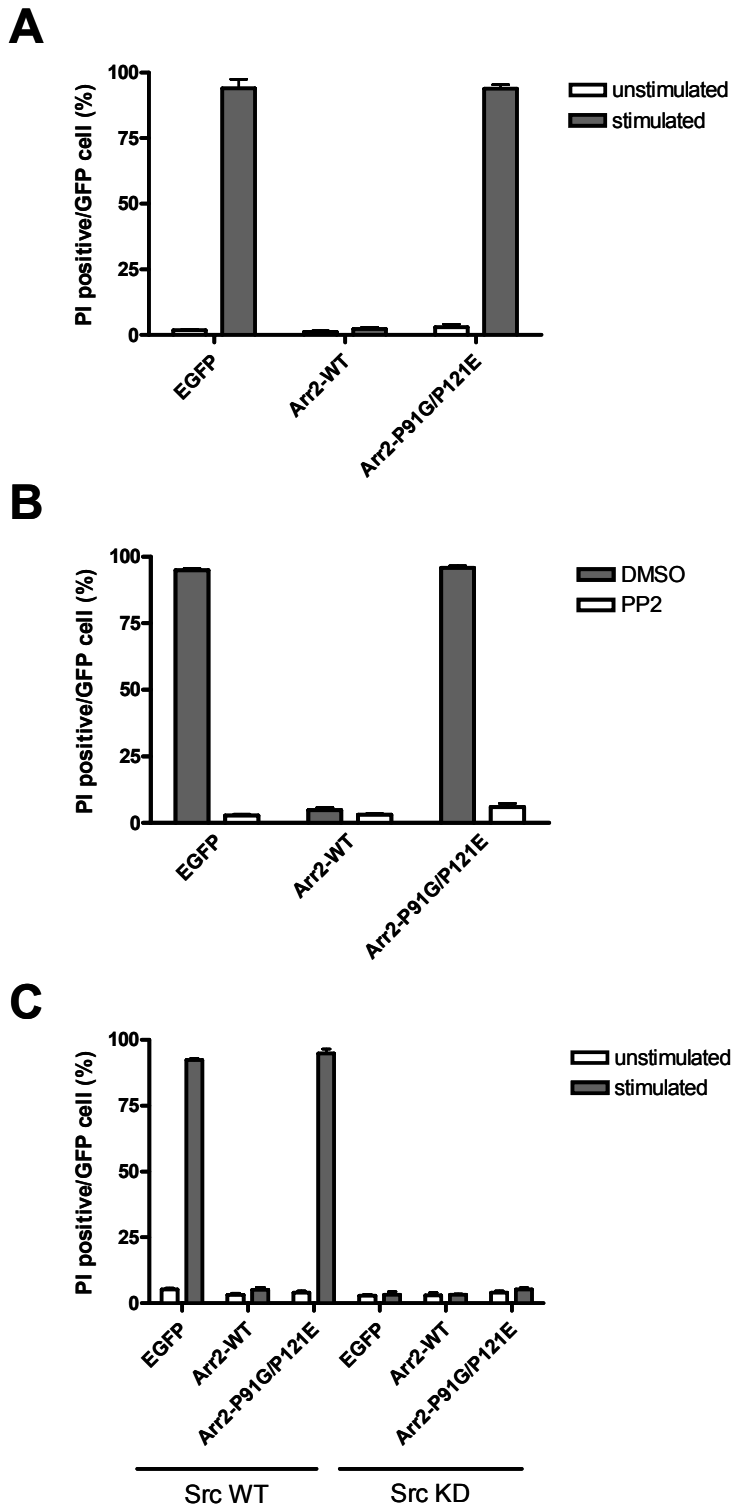 A
PI positive/GFP cell (%)
100
75
50
25
0
EGFP
Arr2-WT
Arr2-P91G/P121E
unstimulated
stimulated
B
PI positive/GFP cell (%)
100
75
50
25
0
EGFP
Arr2-WT
Arr2-P91G/P121E
DMSO
PP2
C
PI positive/GFP cell (%)
100
75
50
25
0
EGFP
Arr2-WT
Arr2-P91G/P121E
EGFP
Arr2-WT
Arr2-P91G/P121E
Src WT
Src KD
unstimulated
stimulated